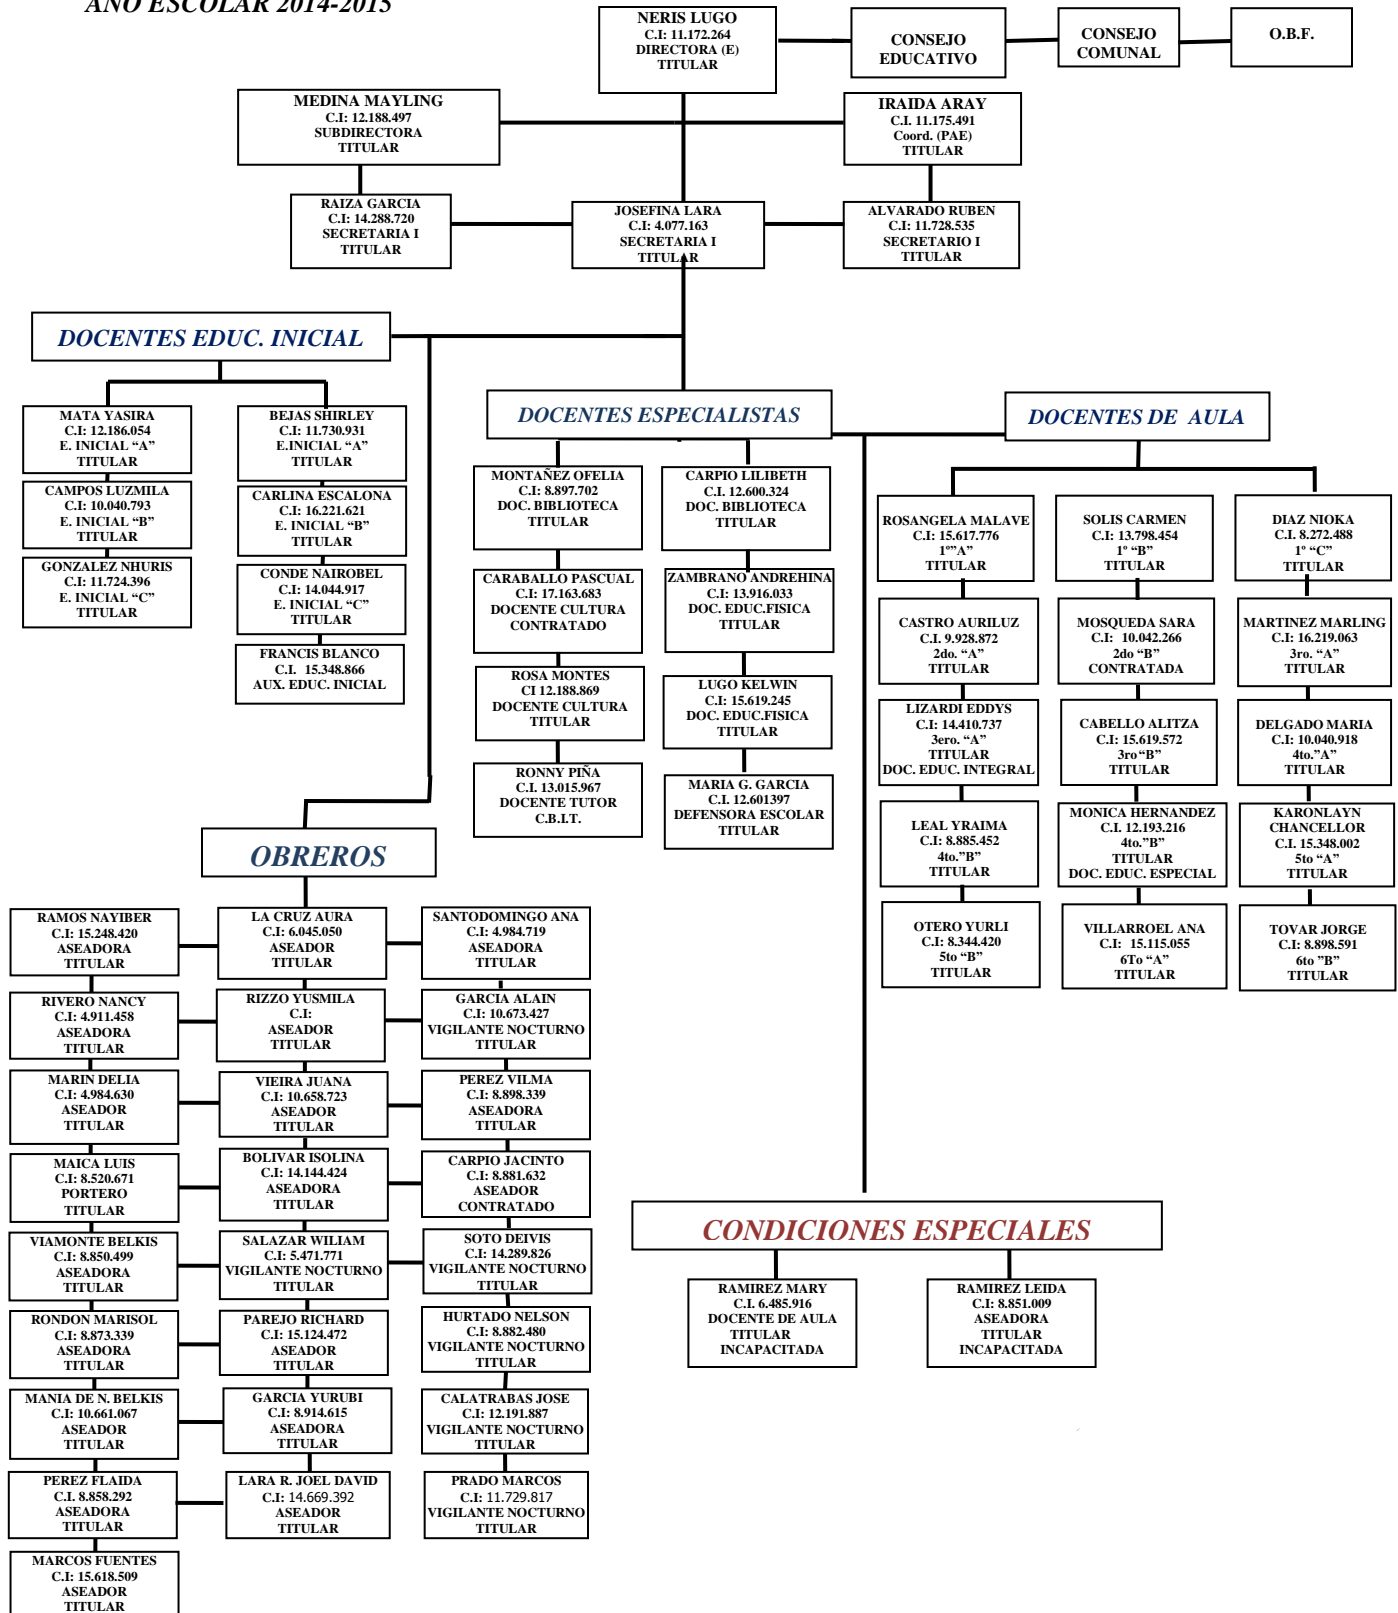 AÑO ESCOLAR 2014-2015
NERIS LUGO
C.I: 11.172.264
DIRECTORA (E)
TITULAR
CONSEJO
EDUCATIVO
CONSEJO
COMUNAL
O.B.F.
MEDINA MAYLING
C.I: 12.188.497
SUBDIRECTORA
TITULAR
IRAIDA ARAY
C.I. 11.175.491
Coord. (PAE)
TITULAR
RAIZA GARCIA
C.I: 14.288.720
SECRETARIA I
TITULAR
JOSEFINA LARA
C.I: 4.077.163
SECRETARIA I
TITULAR
ALVARADO RUBEN
C.I: 11.728.535
SECRETARIO I
TITULAR
DOCENTES EDUC. INICIAL
MATA YASIRA
C.I: 12.186.054
E. INICIAL “A”
TITULAR
CAMPOS LUZMILA
C.I: 10.040.793
E. INICIAL “B”
TITULAR
GONZALEZ NHURIS
C.I: 11.724.396
E. INICIAL “C”
TITULAR
BEJAS SHIRLEY
C.I: 11.730.931
E.INICIAL “A”
TITULAR
CARLINA ESCALONA
C.I: 16.221.621
E. INICIAL “B”
TITULAR
CONDE NAIROBEL
C.I: 14.044.917
E. INICIAL “C”
TITULAR
FRANCIS BLANCO
C.I. 15.348.866
AUX. EDUC. INICIAL
DOCENTES ESPECIALISTAS
MONTAÑEZ OFELIA
C.I: 8.897.702
DOC. BIBLIOTECA
TITULAR
CARABALLO PASCUAL
C.I: 17.163.683
DOCENTE CULTURA
CONTRATADO
ROSA MONTES
CI 12.188.869
DOCENTE CULTURA
TITULAR
RONNY PIÑA
C.I. 13.015.967
DOCENTE TUTOR
C.B.I.T.
CARPIO LILIBETH
C.I. 12.600.324
DOC. BIBLIOTECA
TITULAR
ZAMBRANO ANDREHINA
C.I: 13.916.033
DOC. EDUC.FISICA
TITULAR
LUGO KELWIN
C.I: 15.619.245
DOC. EDUC.FISICA
TITULAR
MARIA G. GARCIA
C.I. 12.601397
DEFENSORA ESCOLAR
TITULAR
DOCENTES DE AULA
ROSANGELA MALAVE
C.I: 15.617.776
1º”A”
TITULAR
CASTRO AURILUZ
C.I. 9.928.872
2do. “A”
TITULAR
LIZARDI EDDYS
C.I: 14.410.737
3ero. “A”
TITULAR
DOC. EDUC. INTEGRAL
LEAL YRAIMA
C.I: 8.885.452
4to.”B”
TITULAR
OTERO YURLI
C.I: 8.344.420
5to “B”
TITULAR
SOLIS CARMEN
C.I: 13.798.454
1º “B”
TITULAR
MOSQUEDA SARA
C.I: 10.042.266
2do “B”
CONTRATADA
CABELLO ALITZA
C.I: 15.619.572
3ro“B”
TITULAR
MONICA HERNANDEZ
C.I. 12.193.216
4to.”B”
TITULAR
DOC. EDUC. ESPECIAL
VILLARROEL ANA
C.I: 15.115.055
6To “A”
TITULAR
DIAZ NIOKA
C.I. 8.272.488
1º “C”
TITULAR
MARTINEZ MARLING
C.I: 16.219.063
3ro. “A”
TITULAR
DELGADO MARIA
C.I: 10.040.918
4to.”A”
TITULAR
KARONLAYN
CHANCELLOR
C.I. 15.348.002
5to “A”
TITULAR
TOVAR JORGE
C.I: 8.898.591
6to ”B”
TITULAR
OBREROS
RAMOS NAYIBER
C.I: 15.248.420
ASEADORA
TITULAR
RIVERO NANCY
C.I: 4.911.458
ASEADORA
TITULAR
MARIN DELIA
C.I: 4.984.630
ASEADOR
TITULAR
MAICA LUIS
C.I: 8.520.671
PORTERO
TITULAR
VIAMONTE BELKIS
C.I: 8.850.499
ASEADORA
TITULAR
RONDON MARISOL
C.I: 8.873.339
ASEADORA
TITULAR
MANIA DE N. BELKIS
C.I: 10.661.067
ASEADOR
TITULAR
PEREZ FLAIDA
C.I. 8.858.292
ASEADORA
TITULAR
MARCOS FUENTES
C.I: 15.618.509
ASEADOR
TITULAR
LA CRUZ AURA
C.I: 6.045.050
ASEADOR
TITULAR
RIZZO YUSMILA
C.I:
ASEADOR
TITULAR
VIEIRA JUANA
C.I: 10.658.723
ASEADOR
TITULAR
BOLIVAR ISOLINA
C.I: 14.144.424
ASEADORA
TITULAR
SALAZAR WILIAM
C.I: 5.471.771
VIGILANTE NOCTURNO
TITULAR
PAREJO RICHARD
C.I: 15.124.472
ASEADOR
TITULAR
GARCIA YURUBI
C.I: 8.914.615
ASEADORA
TITULAR
LARA R. JOEL DAVID
C.I: 14.669.392
ASEADOR
TITULAR
SANTODOMINGO ANA
C.I: 4.984.719
ASEADORA
TITULAR
GARCIA ALAIN
C.I: 10.673.427
VIGILANTE NOCTURNO
TITULAR
PEREZ VILMA
C.I: 8.898.339
ASEADORA
TITULAR
CARPIO JACINTO
C.I: 8.881.632
ASEADOR
CONTRATADO
SOTO DEIVIS
C.I: 14.289.826
VIGILANTE NOCTURNO
TITULAR
HURTADO NELSON
C.I: 8.882.480
VIGILANTE NOCTURNO
TITULAR
CALATRABAS JOSE
C.I: 12.191.887
VIGILANTE NOCTURNO
TITULAR
PRADO MARCOS
C.I: 11.729.817
VIGILANTE NOCTURNO
TITULAR
CONDICIONES ESPECIALES
RAMIREZ MARY
C.I. 6.485.916
DOCENTE DE AULA
TITULAR
INCAPACITADA
RAMIREZ LEIDA
C.I: 8.851.009
ASEADORA
TITULAR
INCAPACITADA